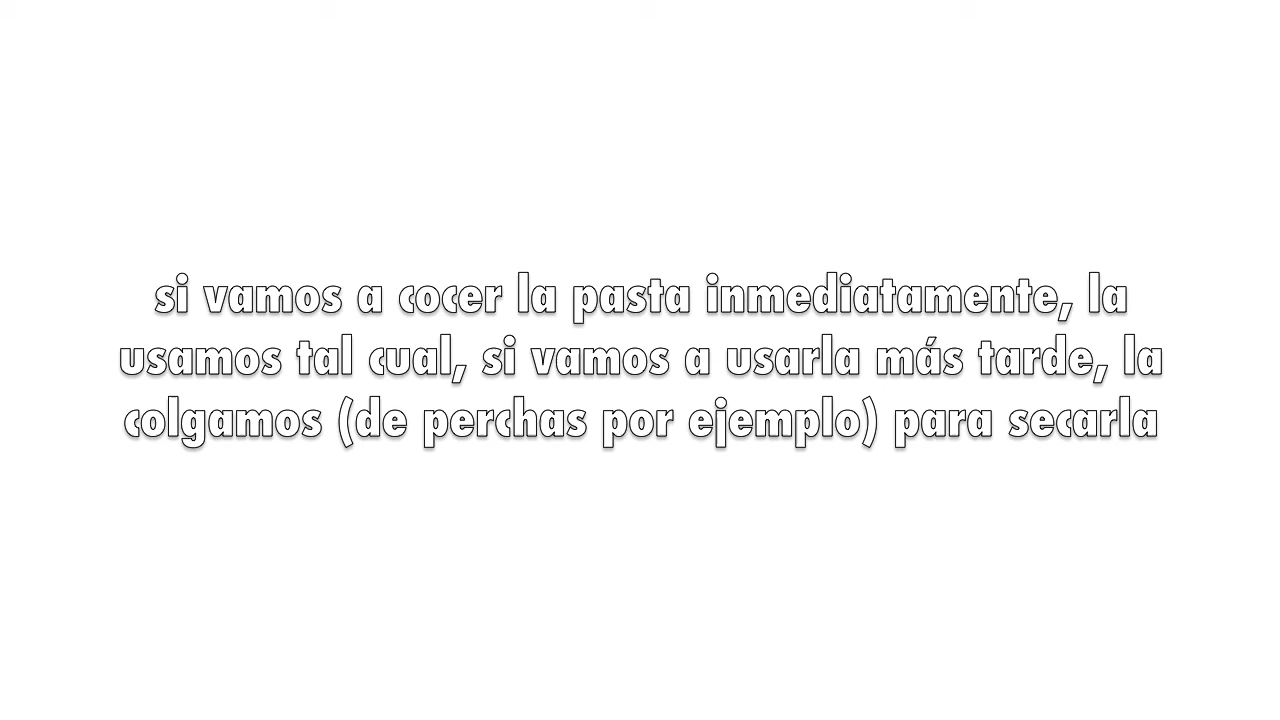 si vamos a cocer la pasta inmediatamente, la
usamos tal cual, si vamos a usarla más tarde, la
colgamos (de perchas por ejemplo) para secarla